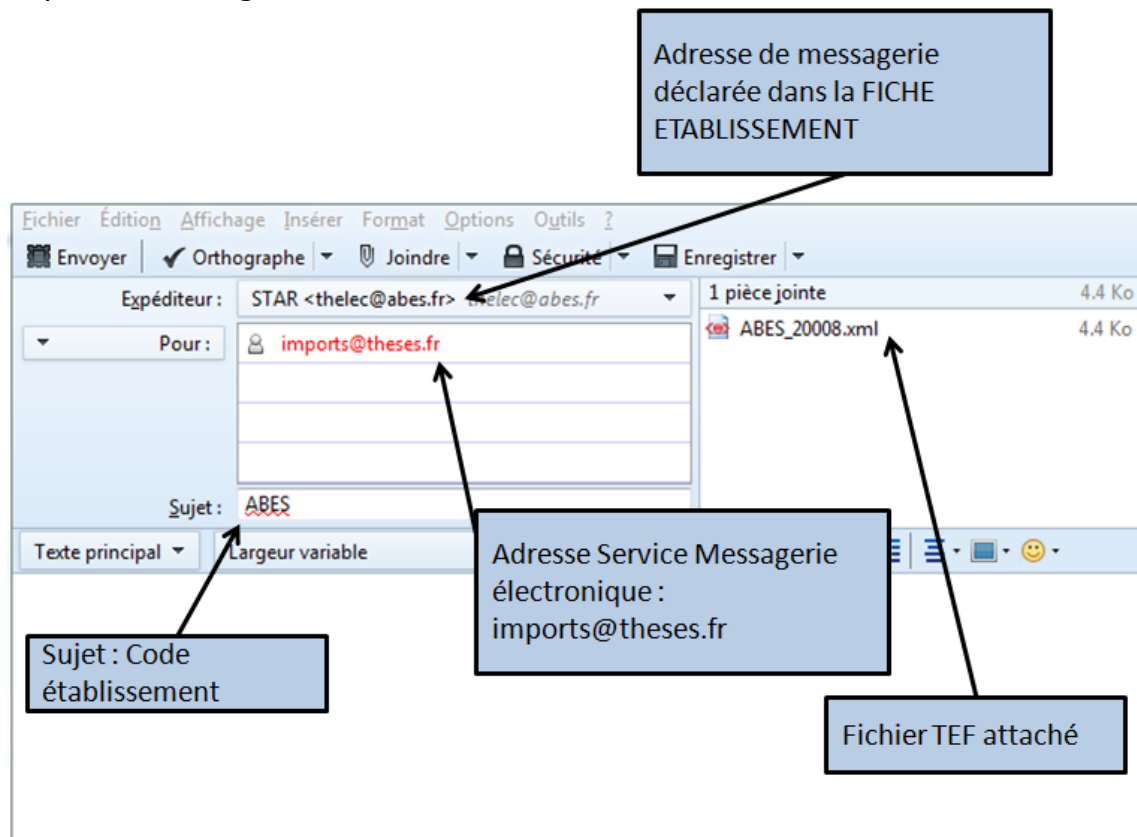 Adresse de messagerie
déclarée dans la FICHE
ETABLISSEMENT
Fichier Édition Affichage Insérer Format Options Outils ?
Envoyer Orthographe Joindre Sécurité Enregistrer
Expéditeur : STAR <thelec@abes.fr> thelec@abes.fr
1 pièce jointe 4.4 Ko
Pour : imports@theses.fr
ABES_20008.xml 4.4 Ko
Sujet : ABES
Texte principal Largeur variable
Adresse Service Messagerie
électronique :
imports@theses.fr
Sujet : Code
établissement
Fichier TEF attaché